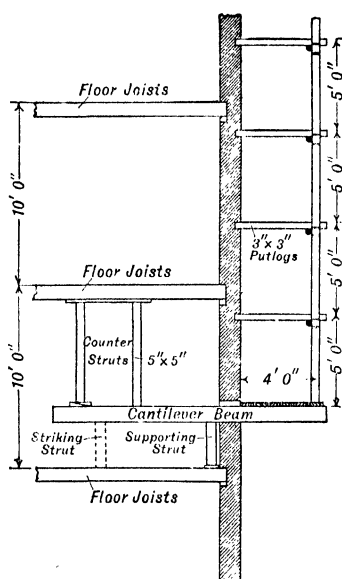 Floor Joists
10' 0"
5' 0"
5' 0"
3" × 3"
Putlogs
5' 0"
Floor Joists
Counter
Struts
5" × 5"
10' 0"
5' 0"
4' 0"
Cantilever Beam
Striking
Strut
Supporting
Strut
Floor Joists